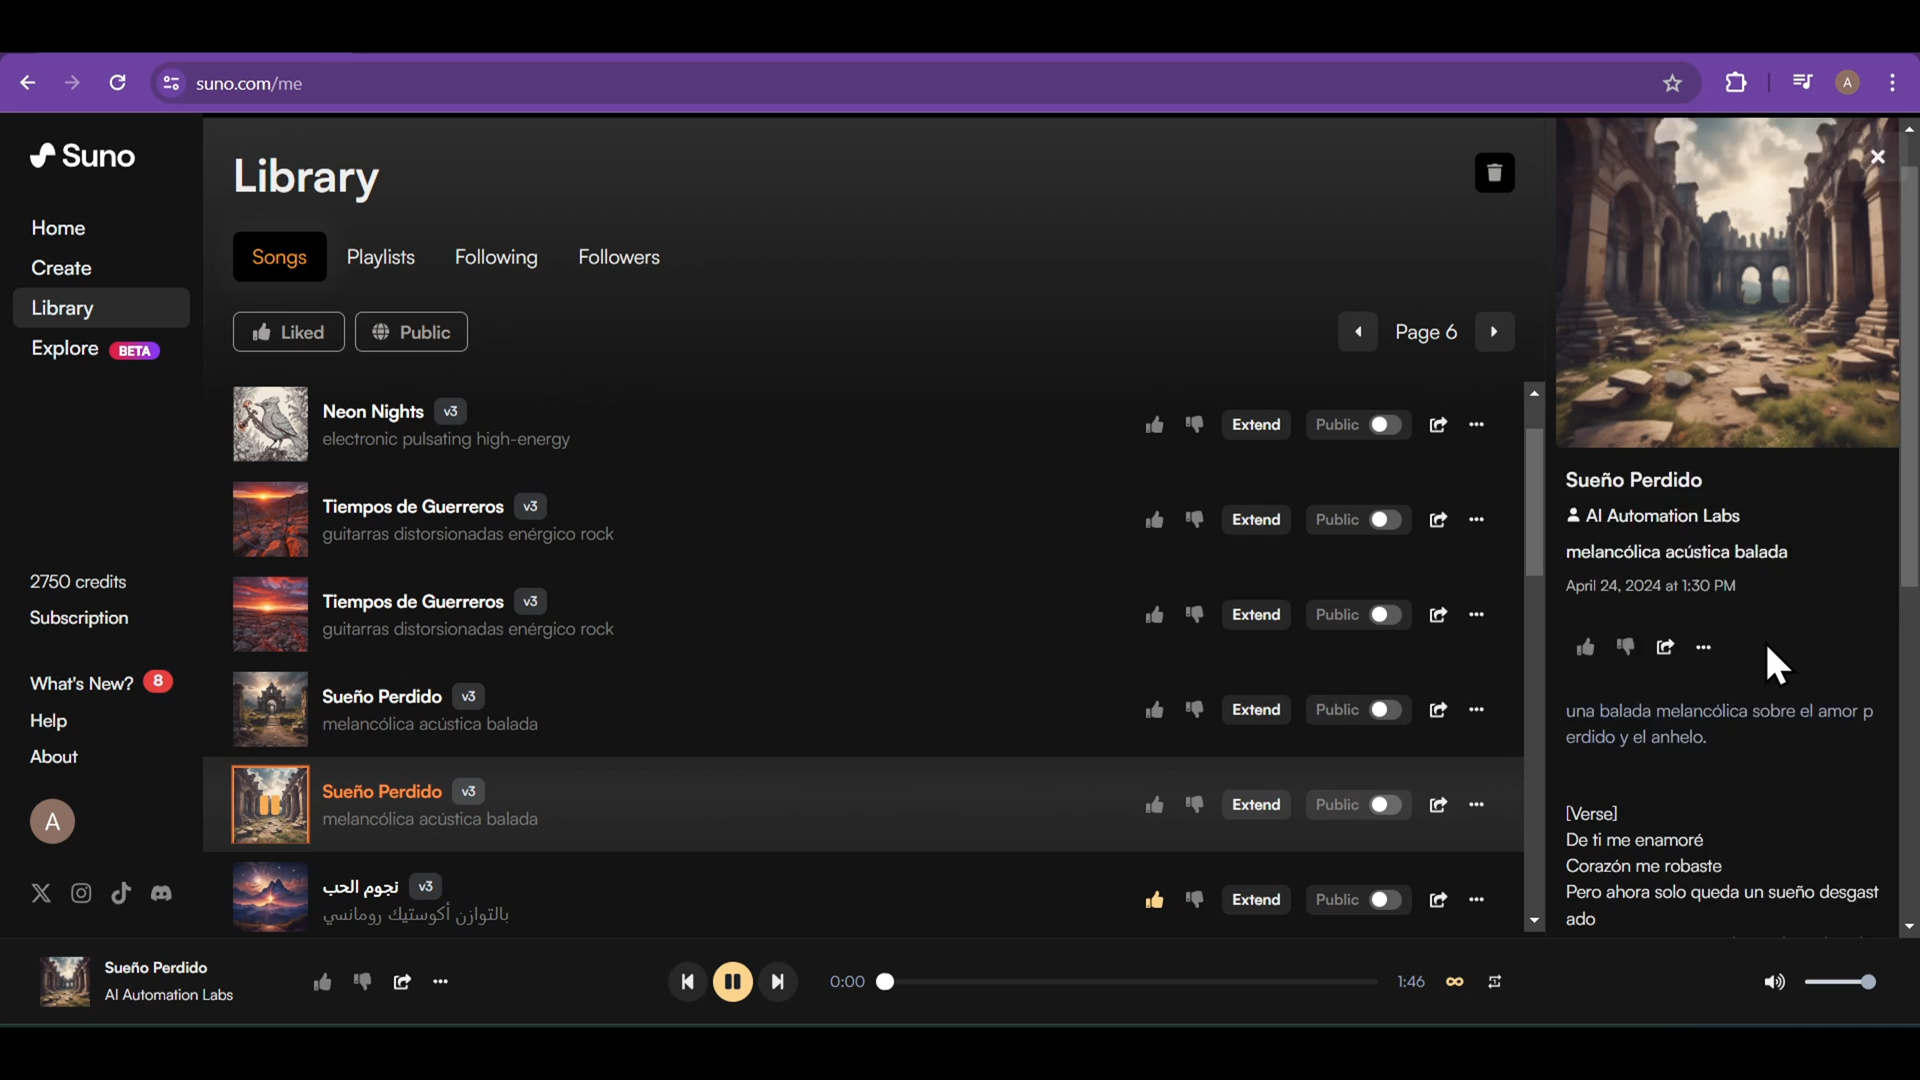 suno.com/me
A
Suno
Home
Create
Library
Explore BETA
2750 credits
Subscription
What's New? 8
Help
About
A
Library
Songs Playlists Following Followers
Liked Public
Page 6
Neon Nights v3
electronic pulsating high-energy
Extend Public
Tiempos de Guerreros v3
guitarras distorsionadas enérgico rock
Extend Public
Tiempos de Guerreros v3
guitarras distorsionadas enérgico rock
Extend Public
Sueño Perdido v3
melancólica acústica balada
Extend Public
Sueño Perdido v3
melancólica acústica balada
Extend Public
نجوم الحب v3
بالتوازن أكوستيك رومانسي
Extend Public
Sueño Perdido
AI Automation Labs
melancólica acústica balada
April 24, 2024 at 1:30 PM
una balada melancólica sobre el amor p
erdido y el anhelo.
[Verse]
De ti me enamoré
Corazón me robaste
Pero ahora solo queda un sueño desgast
ado
Sueño Perdido
AI Automation Labs
0:00 1:46